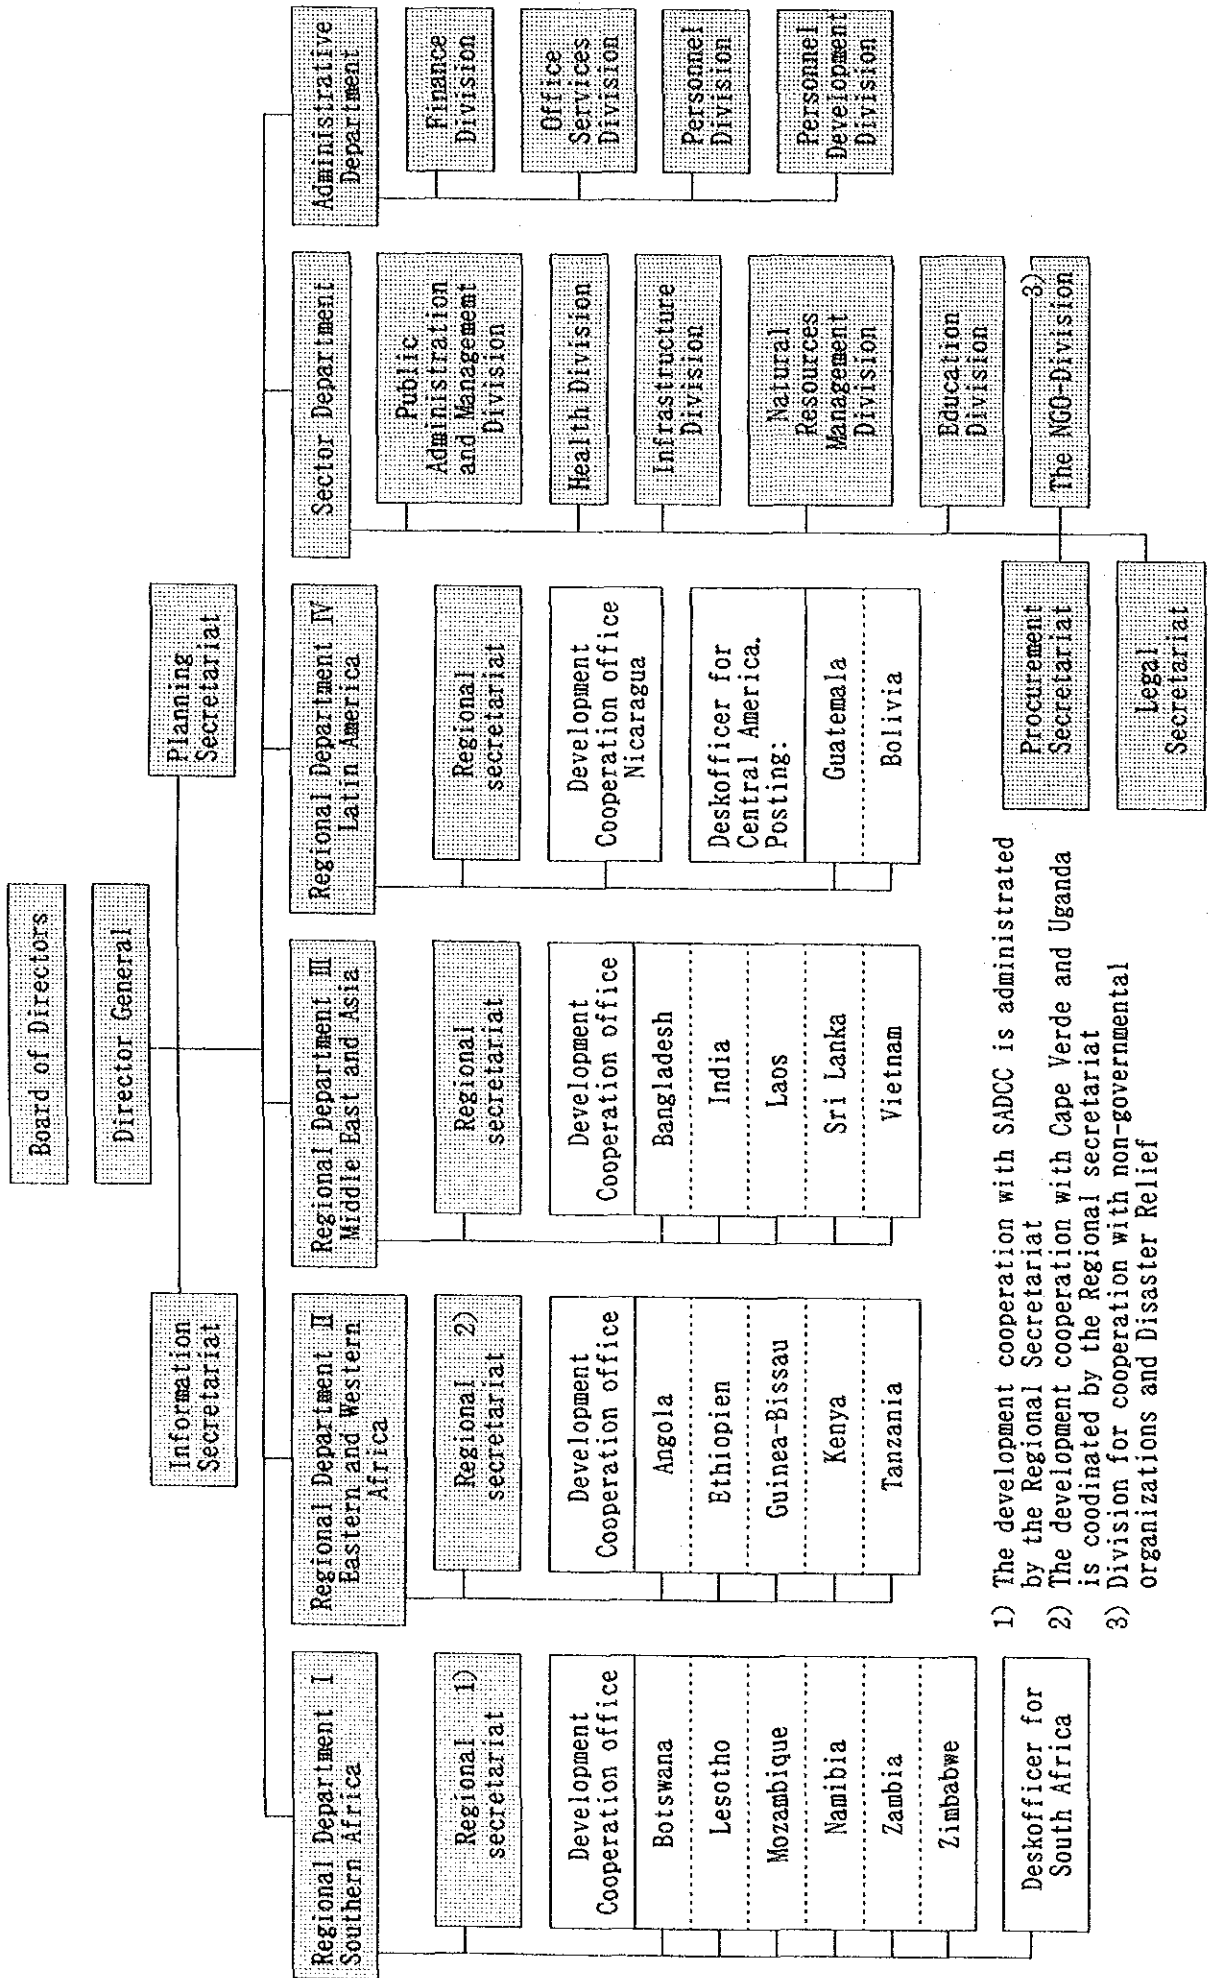 Board of Directors
Director General
Information
Secretariat
Planning
Secretariat
Regional Department I
Southern Africa
Regional 1)
secretariat
Development
Cooperation office
Botswana
Lesotho
Mozambique
Namibia
Zambia
Zimbabwe
Deskofficer for
South Africa
Regional Department II
Eastern and Western
Africa
Regional 2)
secretariat
Development
Cooperation office
Angola
Ethiopien
Guinea-Bissau
Kenya
Tanzania
Regional Department III
Middle East and Asia
Regional
secretariat
Development
Cooperation office
Bangladesh
India
Laos
Sri Lanka
Vietnam
Regional Department IV
Latin America
Regional
secretariat
Development
Cooperation office
Nicaragua
Deskofficer for
Central America.
Posting:
Guatemala
Bolivia
Sector Department
Public
Administration
and Management
Division
Health Division
Infrastructure
Division
Natural
Resources
Management
Division
Education
Division
The NGO-Division 3)
Procurement
Secretariat
Legal
Secretariat
Administrative
Department
Finance
Division
Office
Services
Division
Personnel
Division
Personnel
Development
Division
1) The development cooperation with SADCC is administrated
by the Regional Secretariat
2) The development cooperation with Cape Verde and Uganda
is coodinated by the Regional secretariat
3) Division for cooperation with non-governmental
organizations and Disaster Relief